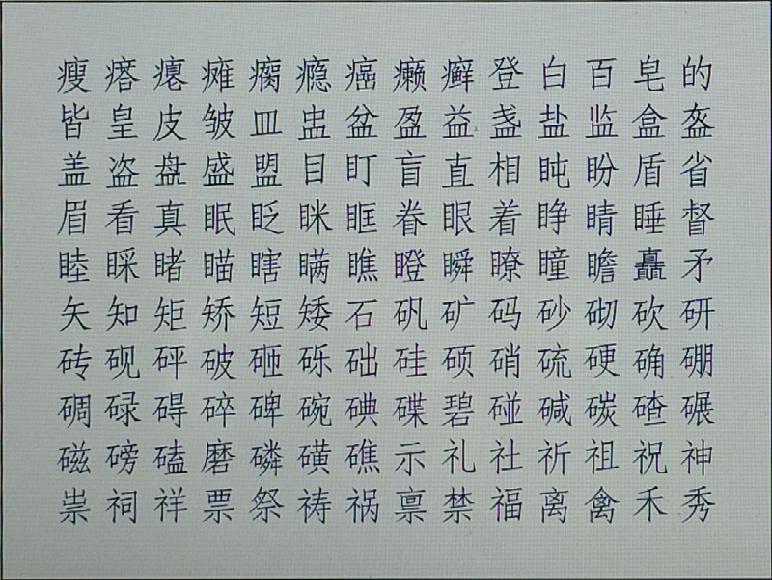 瘦 瘩 瘪 瘫 瘸 瘾 癌 癞 癣 登 白 百 皂 的
皆 皇 皮 皱 皿 盅 盆 盈 益 盏 盐 监 盒 盔
盖 盗 盘 盛 盟 目 盯 盲 直 相 盹 盼 盾 省
眉 看 真 眠 眨 眯 眶 眷 眼 着 睁 睛 睡 督
睦 睬 睹 瞄 瞎 瞒 瞧 瞪 瞬 瞭 瞳 瞻 矗 矛
矢 知 矩 矫 短 矮 石 矾 矿 码 砂 砌 砍 研
砖 砚 砰 破 砸 砾 础 硅 硕 硝 硫 硬 确 硼
碉 碌 碍 碎 碑 碗 碘 碟 碧 碰 碱 碳 碴 碾
磁 磅 磕 磨 磷 磺 礁 示 礼 社 祈 祖 祝 神
祟 祠 祥 票 祭 祷 祸 禀 禁 福 离 禽 禾 秀